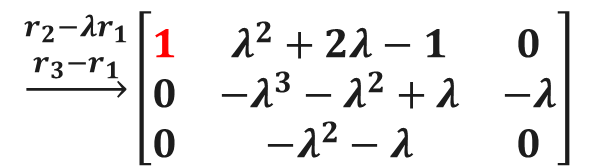 r₂−λr₁
r₃−r₁
→
1 λ² + 2λ − 1 0
0 −λ³ − λ² + λ −λ
0 −λ² − λ 0